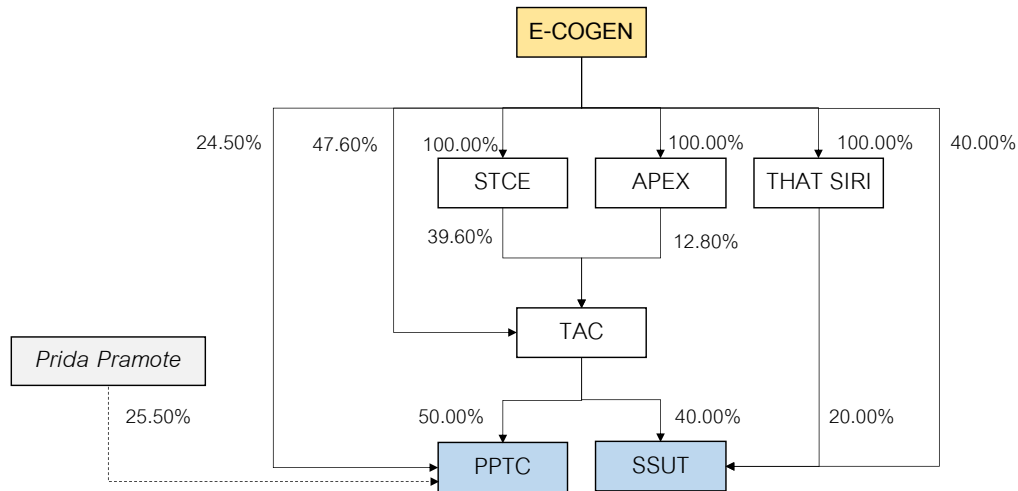 E-COGEN
24.50%
47.60%
100.00%
100.00%
100.00%
40.00%
STCE
APEX
THAT SIRI
39.60%
12.80%
TAC
Prida Pramote
25.50%
50.00%
40.00%
20.00%
PPTC
SSUT